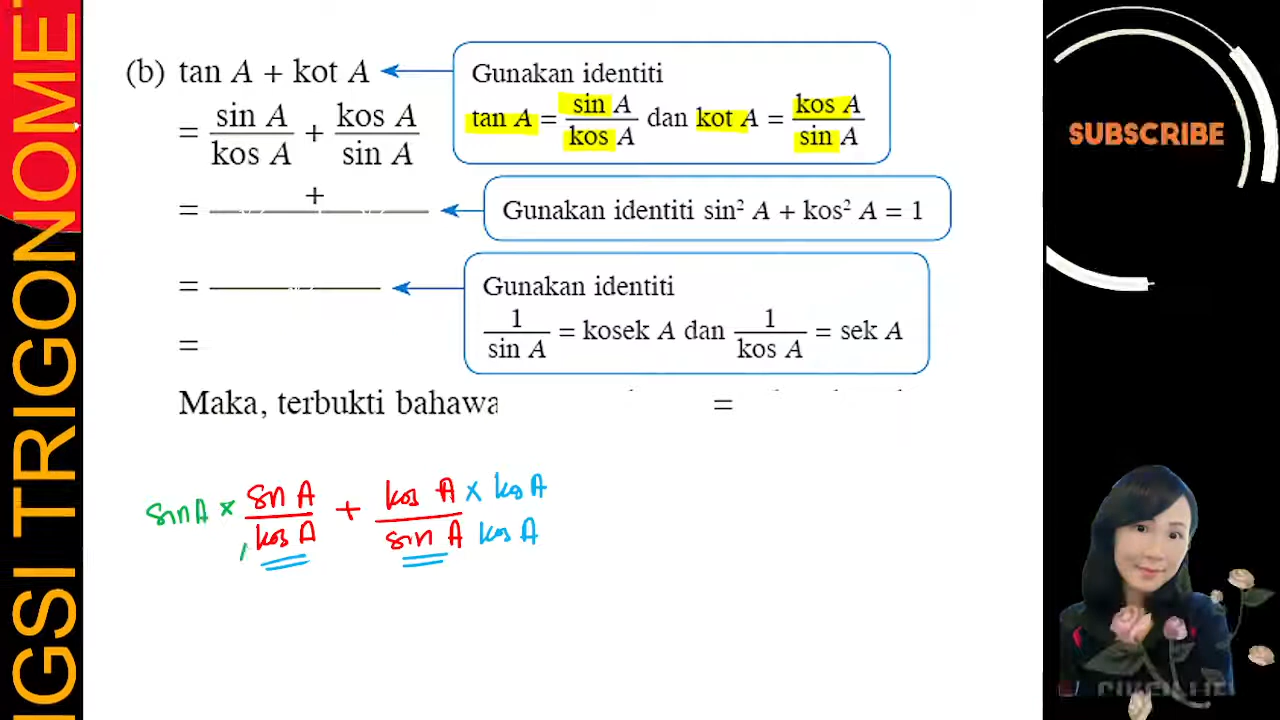 IGSI TTRIGONOME
(b) tan A + kot A
Gunakan identiti
tan A = sin A / kos A dan kot A = kos A / sin A
= sin A / kos A + kos A / sin A
= +
Gunakan identiti sin² A + kos² A = 1
=
Gunakan identiti
1 / sin A = kosek A dan 1 / kos A = sek A
=
Maka, terbukti bahawa =
sin A × sin A / kos A + kos A × kos A / sin A kos A
SUBSCRIBE